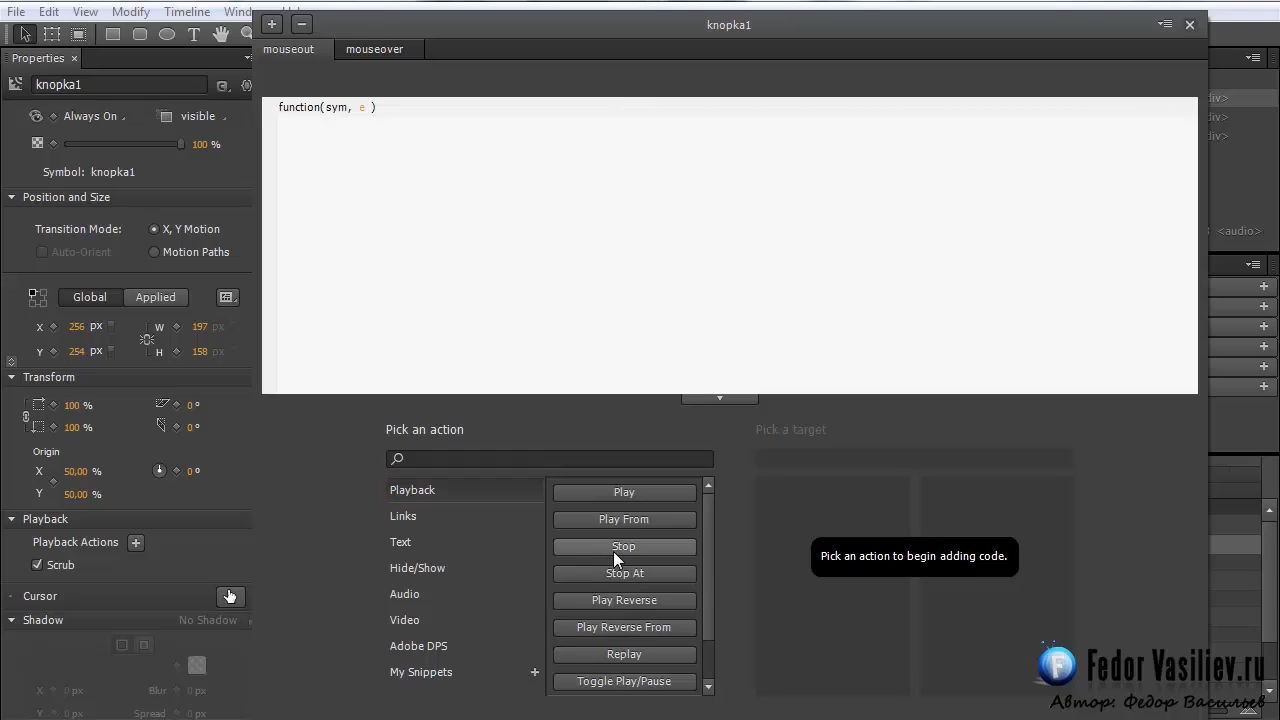 File Edit View Modify Timeline
knopka1
mouseout mouseover
Properties
knopka1
function(sym, e )
Always On visible
100 %
Symbol: knopka1
Position and Size
Transition Mode: X, Y Motion
Auto-Orient Motion Paths
Global Applied
X 256 px W 197 px
Y 254 px H 158 px
Transform
100 % 0 º
100 % 0 º
Origin
X 50,00 % 0 º
Y 50,00 %
Playback
Playback Actions
Scrub
Cursor
Shadow No Shadow
X 0 px Blur 0 px
Y 0 px Spread 0 px
Pick an action
Playback
Links
Text
Hide/Show
Audio
Video
Adobe DPS
My Snippets
Play
Play From
Stop
Stop At
Play Reverse
Play Reverse From
Replay
Toggle Play/Pause
Pick a target
Pick an action to begin adding code.
<audio>
Fedor Vasiliev.ru
Автор: Федор Васильев